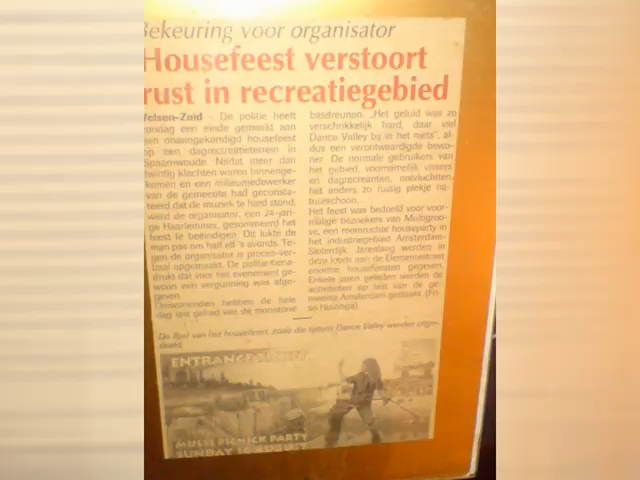 Bekeuring voor organisator
Housefeest verstoort
rust in recreatiegebied
Velsen-Zuid - De politie heeft
zondag een einde gemaakt aan
een onaangekondigd housefeest
op een dagrecreatieterrein in
Spaarnwoude. Nadat meer dan
twintig klachten waren binnenge-
komen en een milieumedewerker
van de gemeente had geconsta-
teerd dat de muziek te hard stond,
werd de organisator, een 24-jari-
ge Haarlemmer, gesommeerd het
feest te beëindigen. Dit lukte de
man pas om half elf 's avonds. Te-
gen de organisator is proces-ver-
baal opgemaakt. De politie bena-
drukt dat voor het evenement ge-
woon een vergunning was afge-
geven.
Omwonenden hebben de hele
dag last gehad van de monotone
basdreunen. „Het geluid was zo
verschrikkelijk hard, daar viel
Dance Valley bij in het niets", al-
dus een verontwaardigde bewo-
ner. De normale gebruikers van
het gebied, voornamelijk vissers
en dagrecreanten, ontvluchtten
het anders zo rustig plekje na-
tuurschoon.
Het feest was bedoeld voor voor-
malige bezoekers van Multigroo-
ve, een roemruchte houseparty in
het industriegebied Amsterdam-
Sloterdijk. Jarenlang werden in
deze loods aan de Elementstraat
enorme housefeesten gegeven.
Enkele jaren geleden werden de
activiteiten op last van de ge-
meente Amsterdam gestaakt. (Fri-
so Huizinga)
De flyer van het housefeest, zoals die tijdens Dance Valley werden uitge-
deeld.
ENTRANCE TICKET
MULTI PICNICK PARTY
SUNDAY AUGUST